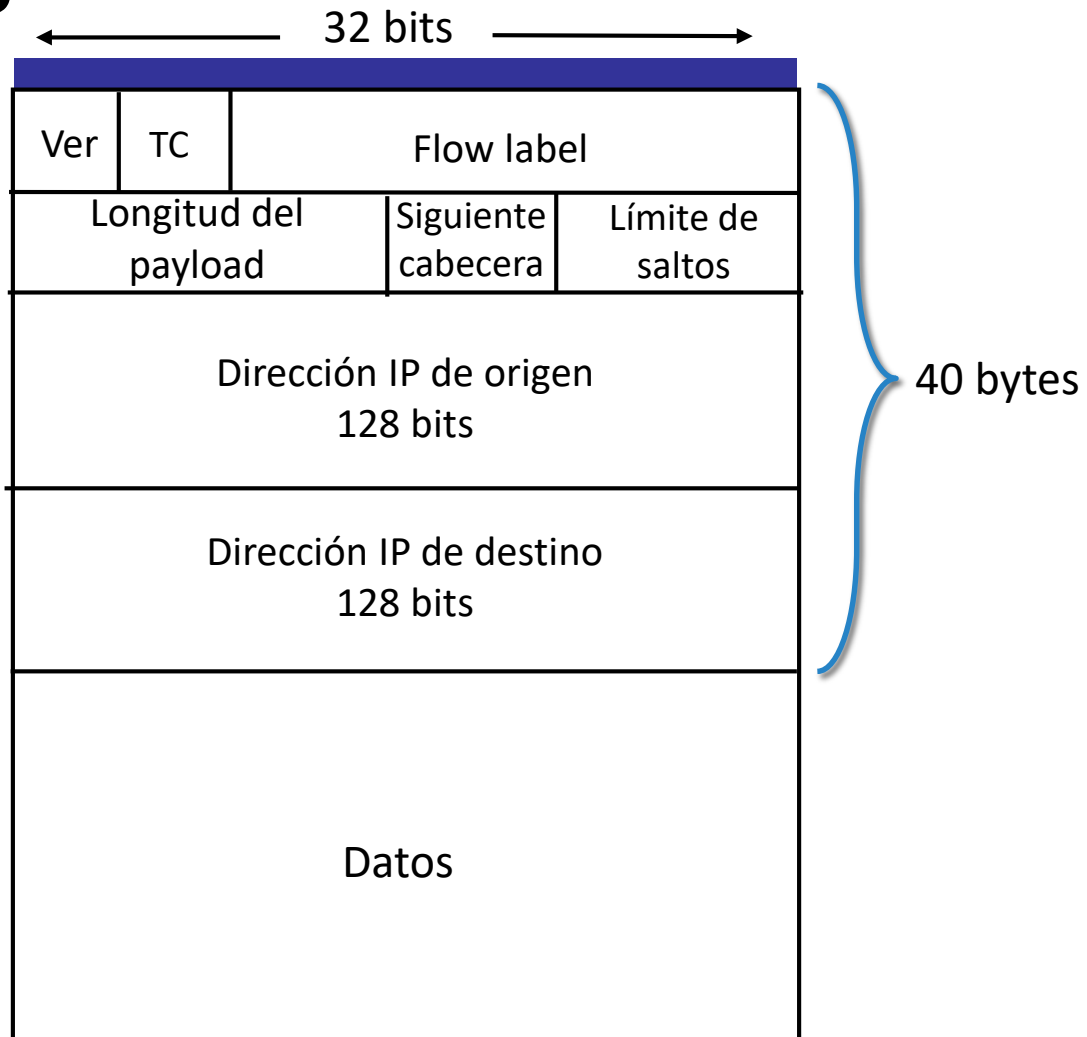 32 bits
Ver TC Flow label
Longitud del
payload
Siguiente
cabecera
Límite de
saltos
Dirección IP de origen
128 bits
40 bytes
Dirección IP de destino
128 bits
Datos